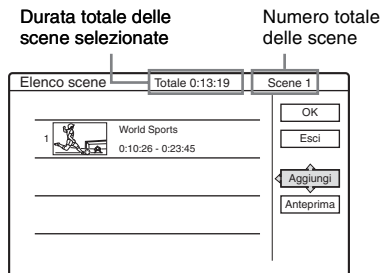 Durata totale delle
scene selezionate
Numero totale
delle scene
Elenco scene
Totale 0:13:19
Scene 1
OK
Esci
Aggiungi
Anteprima
1
World Sports
0:10:26 - 0:23:45